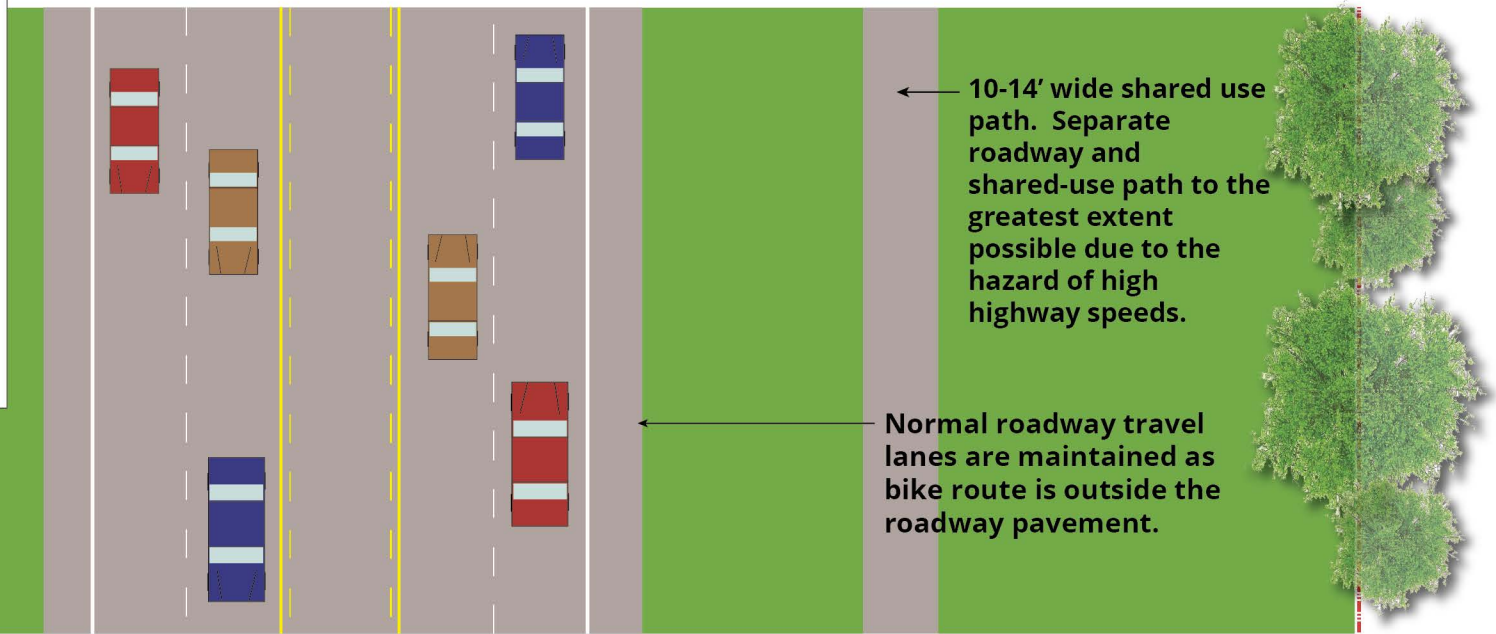 10-14’ wide shared use
path.  Separate
roadway and
shared-use path to the
greatest extent
possible due to the
hazard of high
highway speeds.
Normal roadway travel
lanes are maintained as
bike route is outside the
roadway pavement.